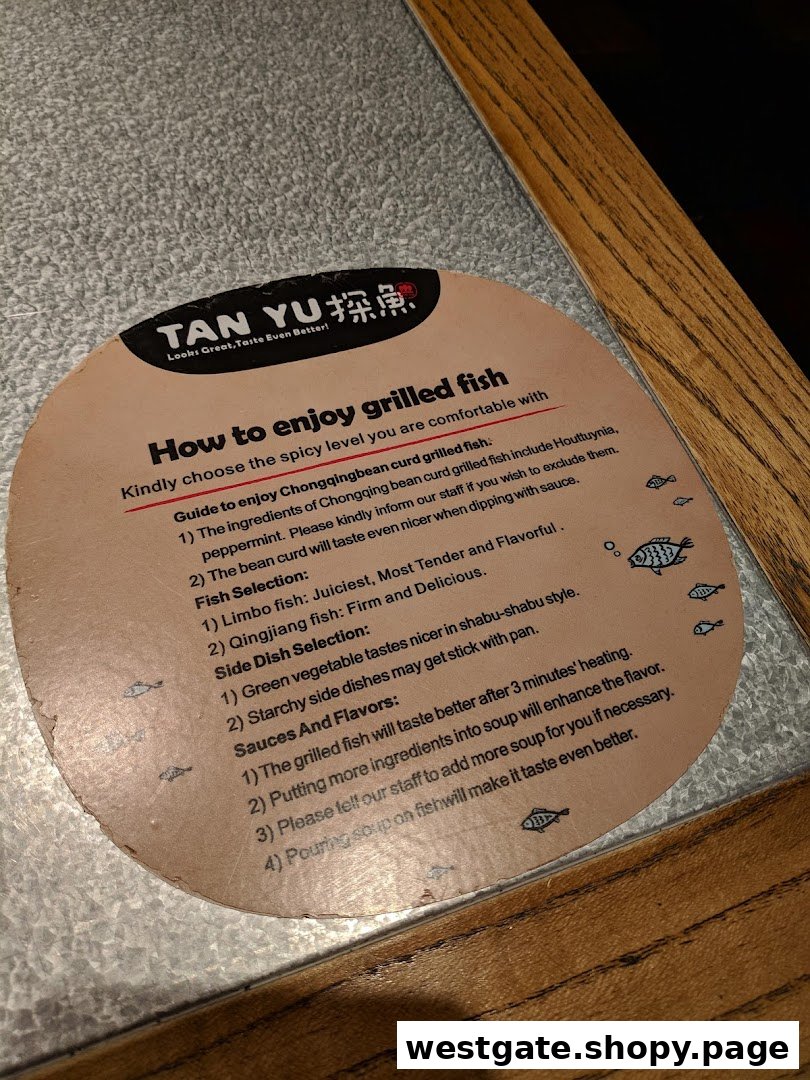 TAN YU 探魚
Looks Great,Taste Even Better!
How to enjoy grilled fish
Kindly choose the spicy level you are comfortable with
Guide to enjoy Chongqingbean curd grilled fish:
1) The ingredients of Chongqing bean curd grilled fish include Houttuynia,
peppermint. Please kindly inform our staff if you wish to exclude them.
2) The bean curd will taste even nicer when dipping with sauce.
Fish Selection:
1) Limbo fish: Juiciest, Most Tender and Flavorful .
2) Qingjiang fish: Firm and Delicious.
Side Dish Selection:
1) Green vegetable tastes nicer in shabu-shabu style.
2) Starchy side dishes may get stick with pan.
Sauces And Flavors:
1)The grilled fish will taste better after 3 minutes' heating.
2) Putting more ingredients into soup will enhance the flavor.
3) Please tell our staff to add more soup for you if necessary.
4) Pouring soup on fishwill make it taste even better.
westgate.shopy.page